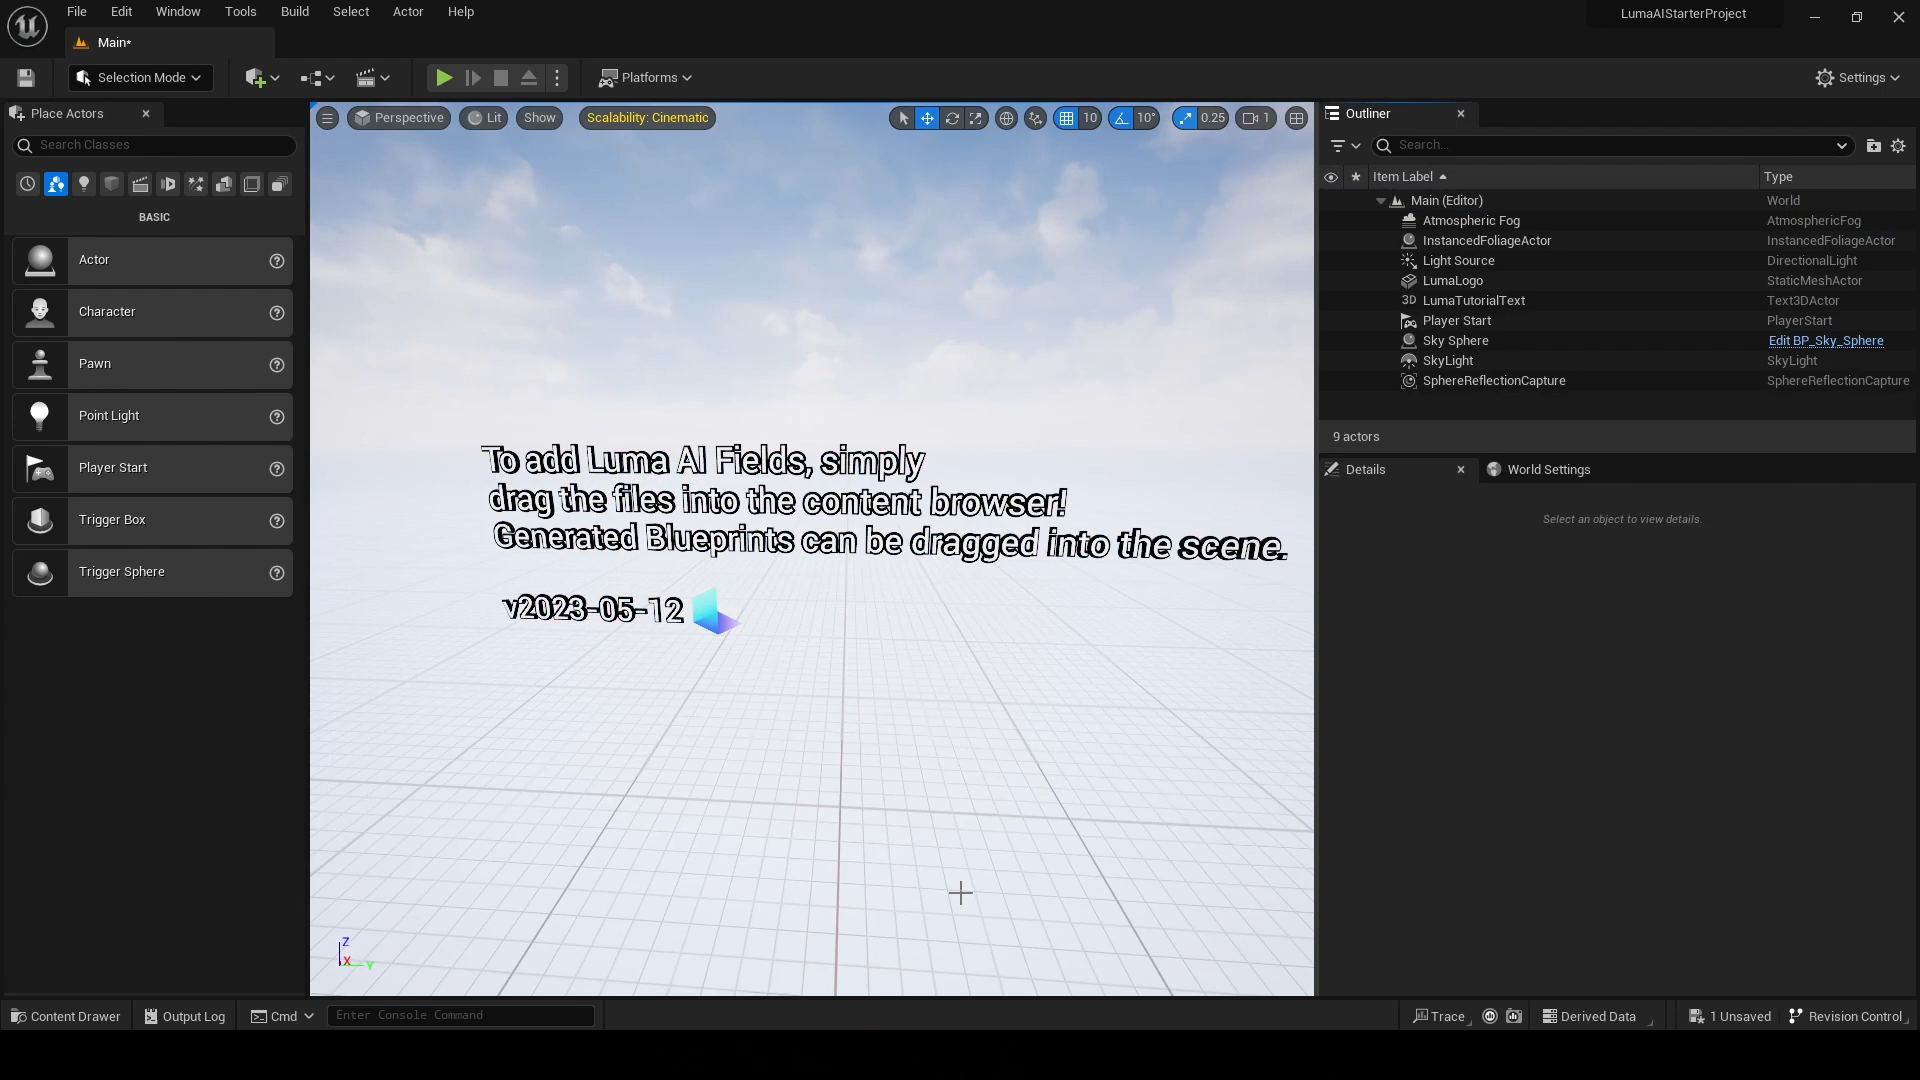 File Edit Window Tools Build Select Actor Help
LumaAIStarterProject
Main*
Selection Mode
Platforms
Settings
Place Actors
Search Classes
BASIC
Actor
Character
Pawn
Point Light
Player Start
Trigger Box
Trigger Sphere
Perspective Lit Show Scalability: Cinematic 10 10° 0.25 1
To add Luma AI Fields, simply
drag the files into the content browser!
Generated Blueprints can be dragged into the scene.
v2023-05-12
Z
X Y
Outliner
Search...
Item Label Type
Main (Editor) World
Atmospheric Fog AtmosphericFog
InstancedFoliageActor InstancedFoliageActor
Light Source DirectionalLight
LumaLogo StaticMeshActor
3D LumaTutorialText Text3DActor
Player Start PlayerStart
Sky Sphere Edit BP_Sky_Sphere
SkyLight SkyLight
SphereReflectionCapture SphereReflectionCapture
9 actors
Details World Settings
Select an object to view details.
Content Drawer Output Log Cmd Enter Console Command Trace Derived Data 1 Unsaved Revision Control